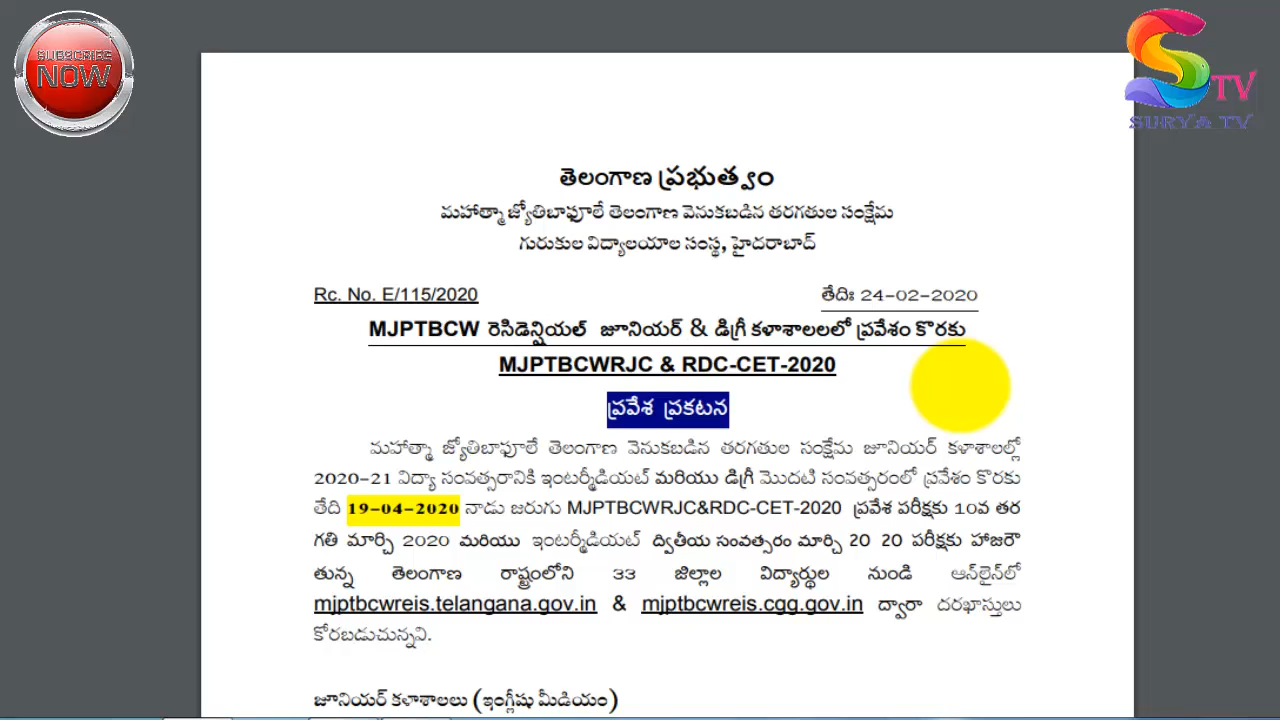 SUBSCRIBE
NOW
TV
SURYA TV
తెలంగాణ ప్రభుత్వం
మహాత్మా జ్యోతిబాఫూలే తెలంగాణ వెనుకబడిన తరగతుల సంక్షేమ
గురుకుల విద్యాలయాల సంస్థ, హైదరాబాద్
Rc. No. E/115/2020 తేదిః 24-02-2020
MJPTBCW రెసిడెన్షియల్ జూనియర్ & డిగ్రీ కళాశాలలలో ప్రవేశం కొరకు
MJPTBCWRJC & RDC-CET-2020
ప్రవేశ ప్రకటన
మహాత్మా జ్యోతిబాఫూలే తెలంగాణ వెనుకబడిన తరగతుల సంక్షేమ జూనియర్ కళాశాలల్లో
2020-21 విద్యా సంవత్సరానికి ఇంటర్మీడియట్ మరియు డిగ్రీ మొదటి సంవత్సరంలో ప్రవేశం కొరకు
తేది 19-04-2020 నాడు జరుగు MJPTBCWRJC&RDC-CET-2020 ప్రవేశ పరీక్షకు 10వ తర
గతి మార్చి 2020 మరియు ఇంటర్మీడియట్ ద్వితీయ సంవత్సరం మార్చి 20 20 పరీక్షకు హాజరౌ
తున్న తెలంగాణ రాష్ట్రంలోని 33 జిల్లాల విద్యార్థుల నుండి ఆన్‌లైన్‌లో
mjptbcwreis.telangana.gov.in & mjptbcwreis.cgg.gov.in ద్వారా దరఖాస్తులు
కోరబడుచున్నవి.
జూనియర్ కళాశాలలు (ఇంగ్లీషు మీడియం)